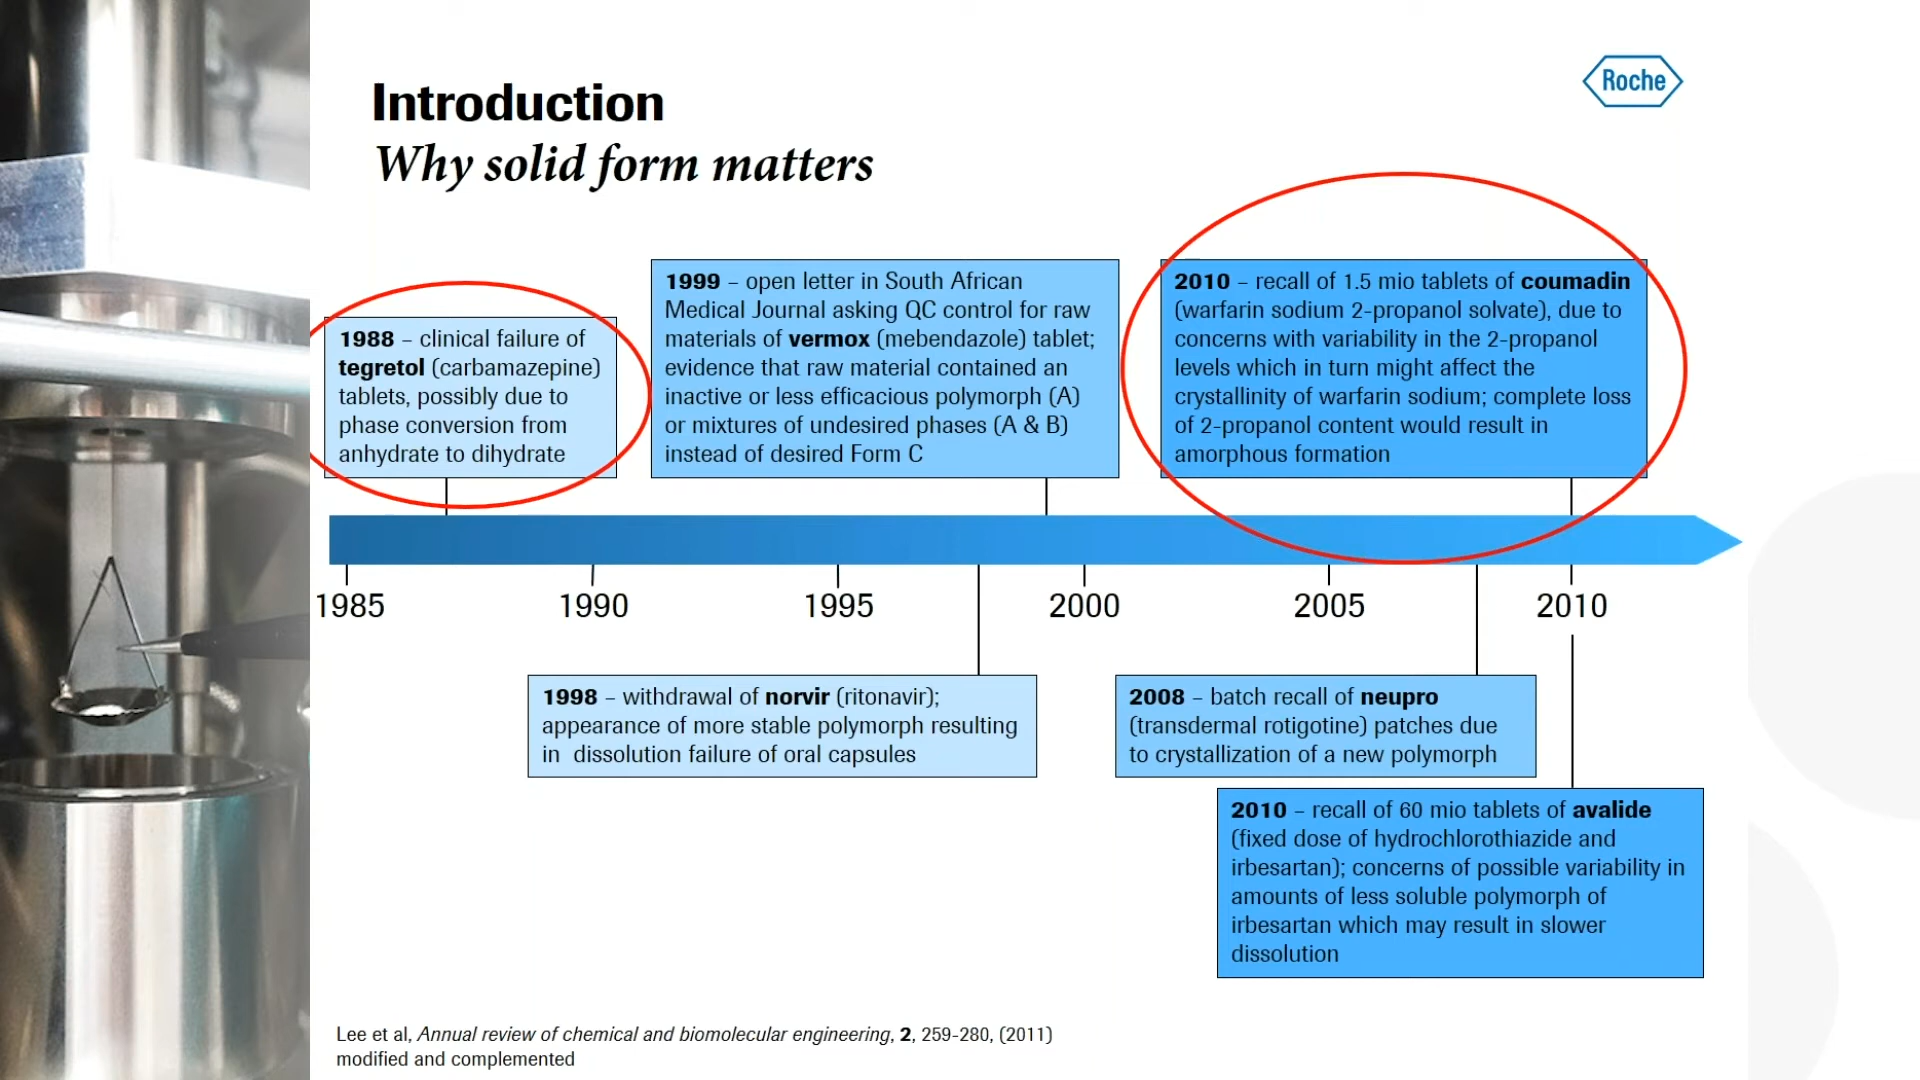 Roche
Introduction
Why solid form matters
1988 – clinical failure of
tegretol (carbamazepine)
tablets, possibly due to
phase conversion from
anhydrate to dihydrate
1999 – open letter in South African
Medical Journal asking QC control for raw
materials of vermox (mebendazole) tablet;
evidence that raw material contained an
inactive or less efficacious polymorph (A)
or mixtures of undesired phases (A & B)
instead of desired Form C
2010 – recall of 1.5 mio tablets of coumadin
(warfarin sodium 2-propanol solvate), due to
concerns with variability in the 2-propanol
levels which in turn might affect the
crystallinity of warfarin sodium; complete loss
of 2-propanol content would result in
amorphous formation
1985 1990 1995 2000 2005 2010
1998 – withdrawal of norvir (ritonavir);
appearance of more stable polymorph resulting
in dissolution failure of oral capsules
2008 – batch recall of neupro
(transdermal rotigotine) patches due
to crystallization of a new polymorph
2010 – recall of 60 mio tablets of avalide
(fixed dose of hydrochlorothiazide and
irbesartan); concerns of possible variability in
amounts of less soluble polymorph of
irbesartan which may result in slower
dissolution
Lee et al, Annual review of chemical and biomolecular engineering, 2, 259-280, (2011)
modified and complemented